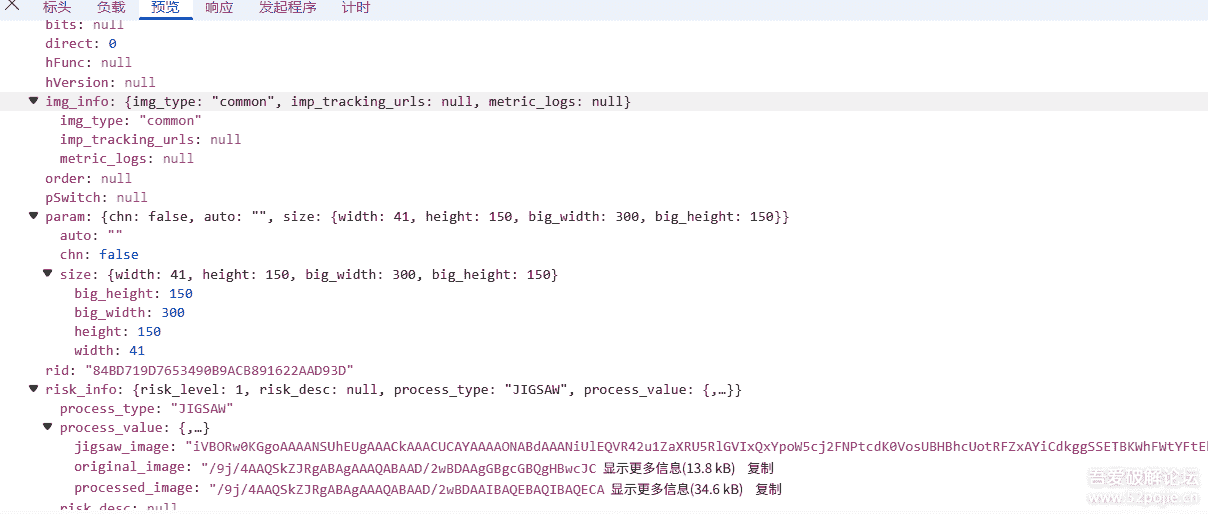 标头 负载 预览 响应 发起程序 计时
bits: null
direct: 0
hFunc: null
hVersion: null
img_info: {img_type: "common", imp_tracking_urls: null, metric_logs: null}
img_type: "common"
imp_tracking_urls: null
metric_logs: null
order: null
pSwitch: null
param: {chn: false, auto: "", size: {width: 41, height: 150, big_width: 300, big_height: 150}}
auto: ""
chn: false
size: {width: 41, height: 150, big_width: 300, big_height: 150}
big_height: 150
big_width: 300
height: 150
width: 41
rid: "84BD719D7653490B9ACB891622AAD93D"
risk_info: {risk_level: 1, risk_desc: null, process_type: "JIGSAW", process_value: {,…}}
process_type: "JIGSAW"
process_value: {,…}
jigsaw_image: "iVBORw0KGgoAAAANSUhEUgAAACkAAACUCAYAAAAONABdAAANiUlEQVR42u1ZaXRU5RlGVIxQxYpoW5cj2FNPtcdK0VosUBHBhcUotRFZxAYiCdkggSSETBKWhFWtYFtE
original_image: "/9j/4AAQSkZJRgABAgAAAQABAAD/2wBDAAgGBgcGBQgHBwcJC 显示更多信息(13.8 kB) 复制
processed_image: "/9j/4AAQSkZJRgABAgAAAQABAAD/2wBDAAIBAQEBAQIBAQECA 显示更多信息(34.6 kB) 复制
risk_desc: null
吾爱破解论坛
www.52pojie.cn